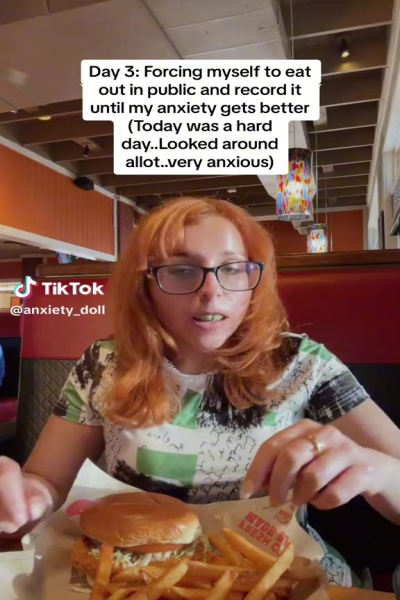 Day 3: Forcing myself to eat
out in public and record it
until my anxiety gets better
(Today was a hard
day..Looked around
allot..very anxious)
TikTok
@anxiety_doll